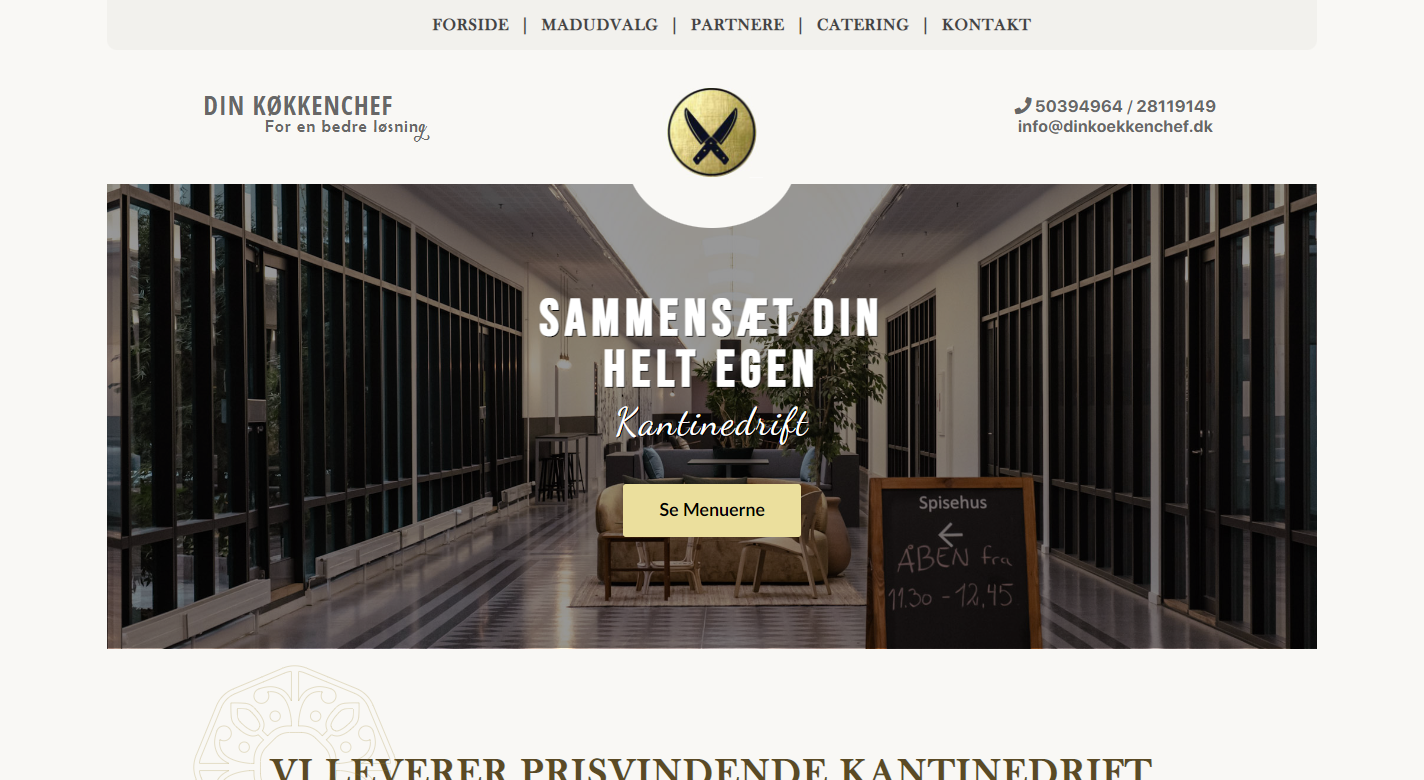 FORSIDE | MADUDVALG | PARTNERE | CATERING | KONTAKT
DIN KØKKENCHEF
For en bedre løsning
50394964 / 28119149
info@dinkoekkenchef.dk
SAMMENSÆT DIN
HELT EGEN
Kantinedrift
Se Menuerne
Spisehus
ÅBEN fra
11.30 - 12,45
VI LEVERER PRISVINDENDE KANTINEDRIFT